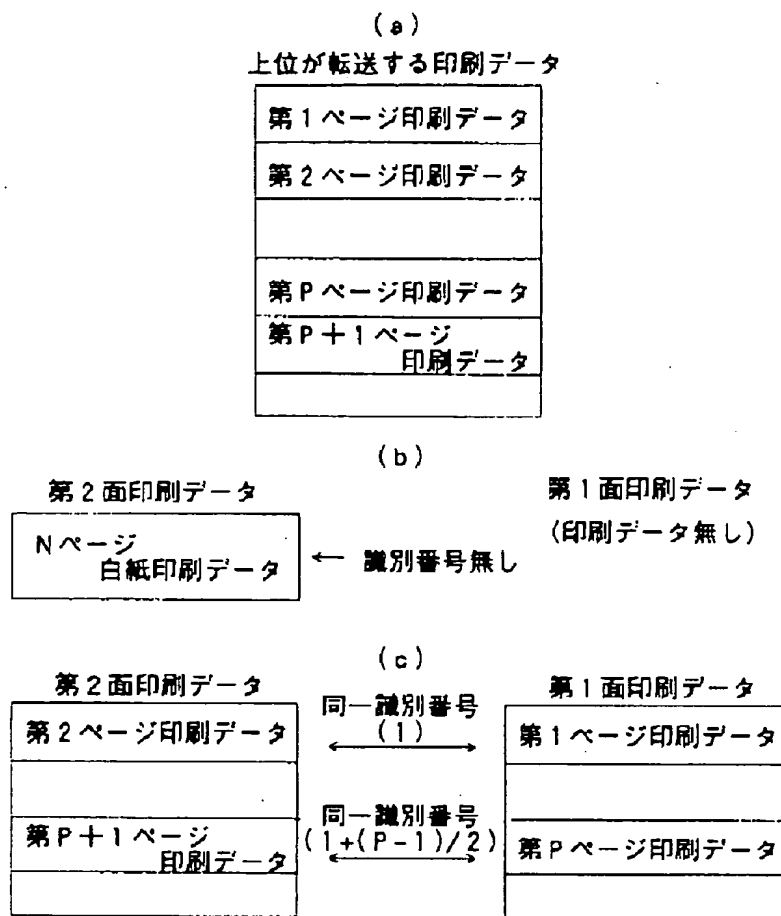 (a)
上位が転送する印刷データ
第1ページ印刷データ
第2ページ印刷データ
第Pページ印刷データ
第P+1ページ
印刷データ
(b)
第2面印刷データ
第1面印刷データ
(印刷データ無し)
Nページ
白紙印刷データ
← 識別番号無し
(c)
第2面印刷データ
第1面印刷データ
同一識別番号
(1)
第2ページ印刷データ
第1ページ印刷データ
同一識別番号
(1+(P-1)/2)
第P+1ページ
印刷データ
第Pページ印刷データ